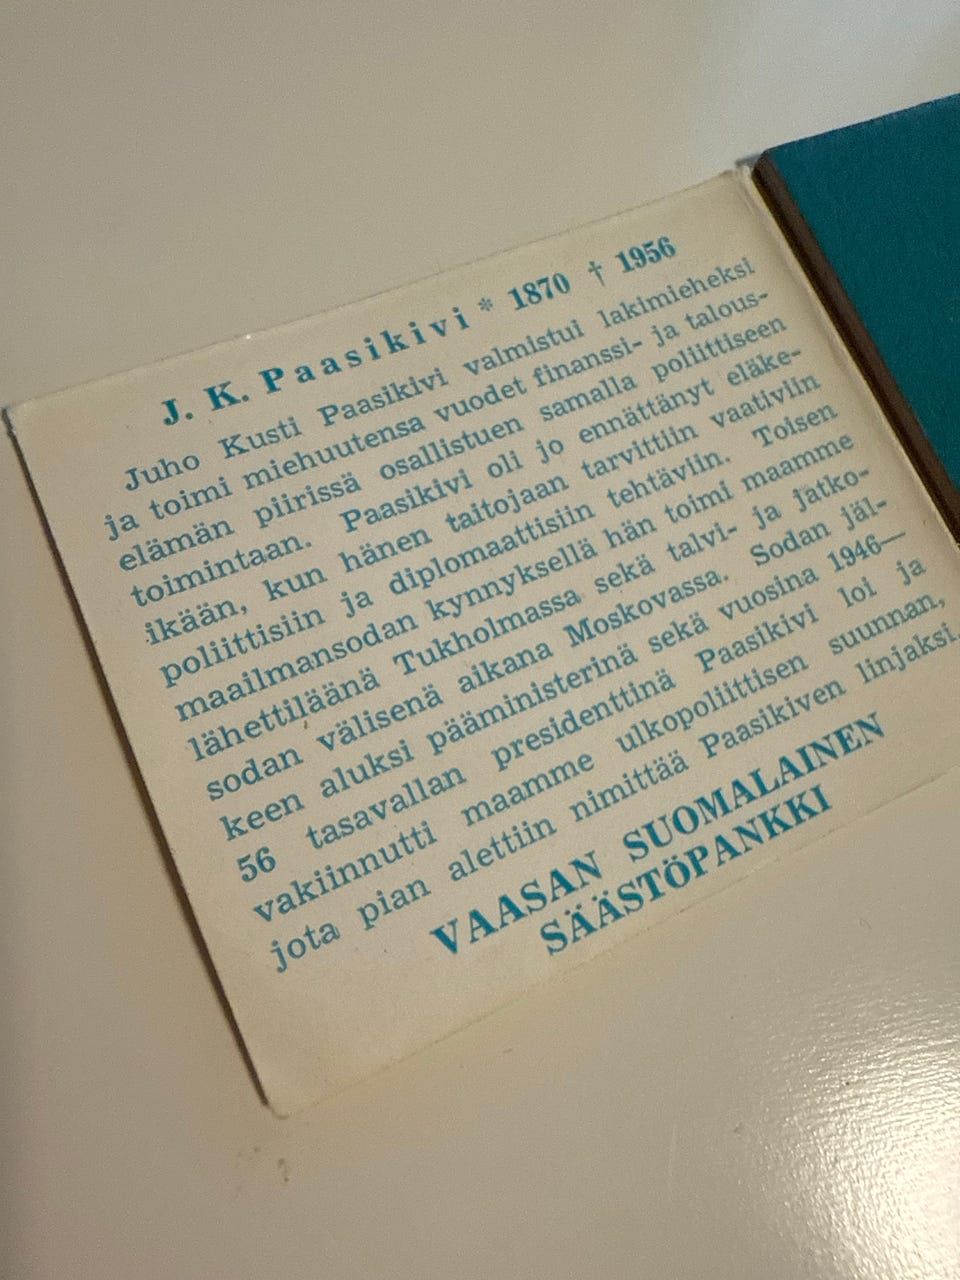 J. K. Paasikivi * 1870 † 1956
Juho Kusti Paasikivi valmistui lakimieheksi
ja toimi miehuutensa vuodet finanssi- ja talous-
elämän piirissä osallistuen samalla poliittiseen
toimintaan. Paasikivi oli jo ennättänyt eläke-
ikään, kun hänen taitojaan tarvittiin vaativiin
poliittisiin ja diplomaattisiin tehtäviin. Toisen
maailmansodan kynnyksellä hän toimi maamme
lähettiläänä Tukholmassa sekä talvi- ja jatko-
sodan välisenä aikana Moskovassa. Sodan jäl-
keen aluksi pääministerinä sekä vuosina 1946—
56 tasavallan presidenttinä Paasikivi loi ja
vakiinnutti maamme ulkopoliittisen suunnan,
jota pian alettiin nimittää Paasikiven linjaksi.
VAASAN SUOMALAINEN
SÄÄSTÖPANKKI